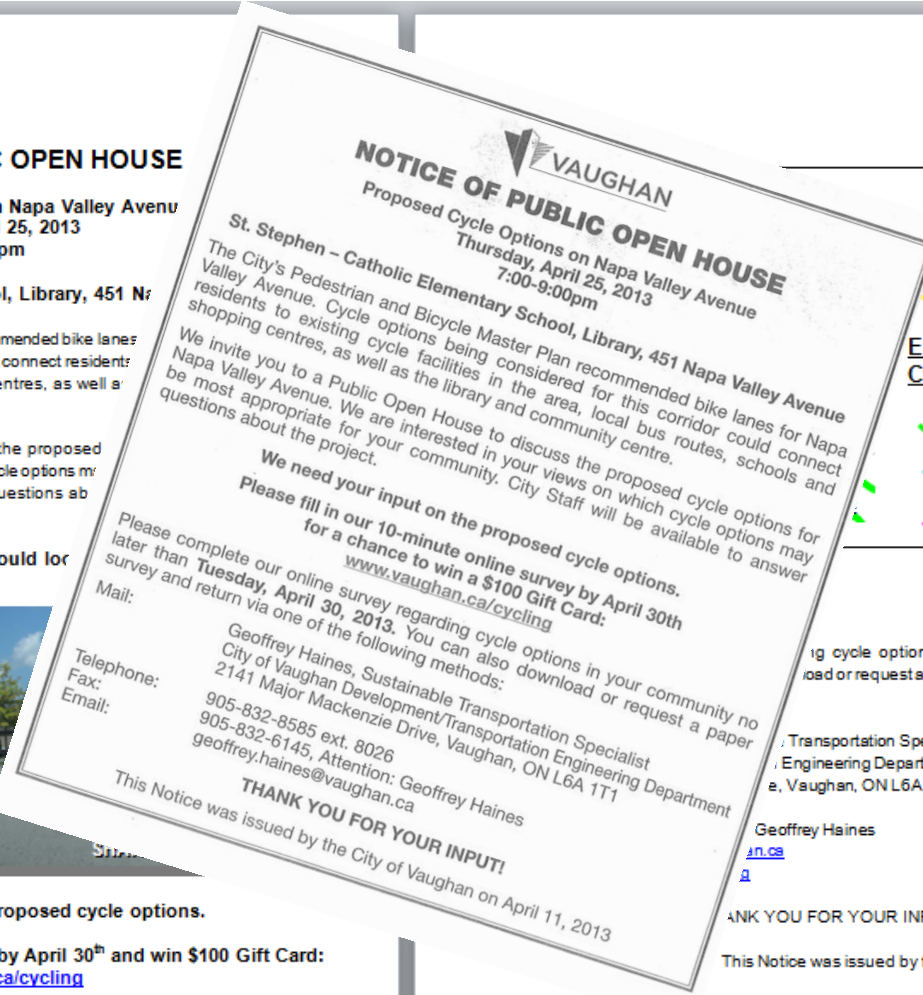 OPEN HOUSE
Napa Valley Avenu
25, 2013
pm
Library, 451
mended bike lanes
connect residents
entres, as well a
the proposed
cle options
uestions ab
ould
roposed cycle options.
by April 30th and win $100 Gift Card:
ca/cycling
VAUGHAN
NOTICE OF PUBLIC OPEN HOUSE
Proposed Cycle Options on Napa Valley Avenue
Thursday, April 25, 2013
7:00-9:00pm
St. Stephen – Catholic Elementary School, Library, 451 Napa Valley Avenue
The City's Pedestrian and Bicycle Master Plan recommended bike lanes for Napa
Valley Avenue. Cycle options being considered for this corridor could connect
residents to existing cycle facilities in the area, local bus routes, schools and
shopping centres, as well as the library and community centre.
We invite you to a Public Open House to discuss the proposed cycle options for
Napa Valley Avenue. We are interested in your views on which cycle options may
be most appropriate for your community. City Staff will be available to answer
questions about the project.
We need your input on the proposed cycle options.
Please fill in our 10-minute online survey by April 30th
for a chance to win a $100 Gift Card:
www.vaughan.ca/cycling
Please complete our online survey regarding cycle options in your community no
later than Tuesday, April 30, 2013. You can also download or request a paper
survey and return via one of the following methods:
Mail: Geoffrey Haines, Sustainable Transportation Specialist
City of Vaughan Development/Transportation Engineering Department
2141 Major Mackenzie Drive, Vaughan, ON L6A 1T1
Telephone: 905-832-8585 ext. 8026
Fax: 905-832-6145, Attention: Geoffrey Haines
Email: geoffrey.haines@vaughan.ca
THANK YOU FOR YOUR INPUT!
This Notice was issued by the City of Vaughan on April 11, 2013
E
C
ng cycle option
oad or request a
Transportation Spe
Engineering Depart
e, Vaughan, ON L6A
Geoffrey Haines
an.ca
g
ANK YOU FOR YOUR IN
This Notice was issued by